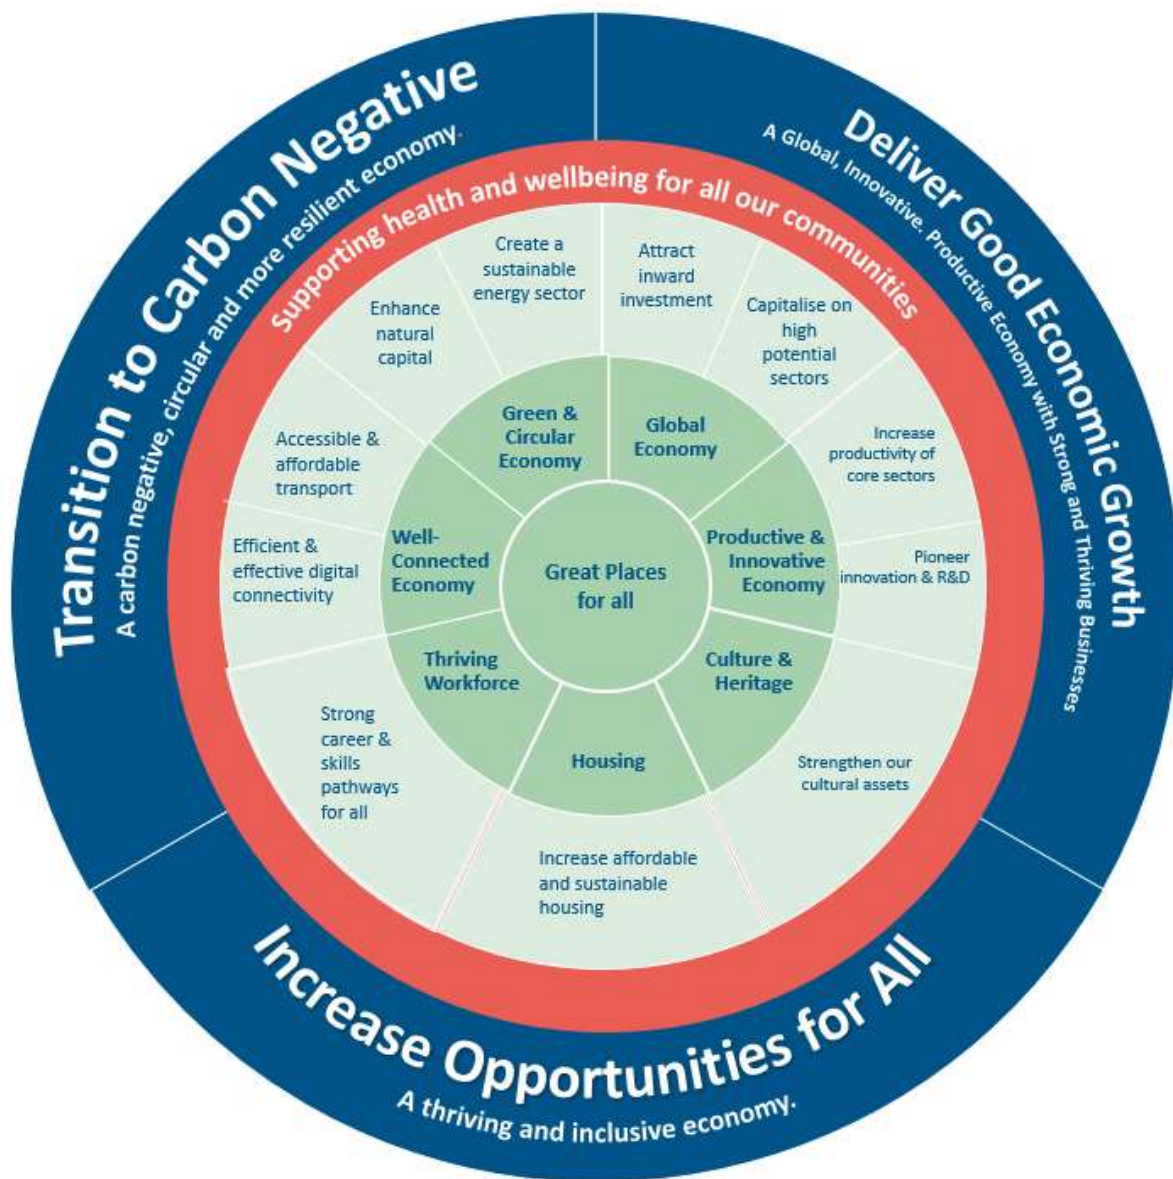 Transition to Carbon Negative
A carbon negative, circular and more resilient economy.
Deliver Good Economic Growth
A Global, Innovative. Productive Economy with Strong and Thriving Businesses
Increase Opportunities for All
A thriving and inclusive economy.
Supporting health and wellbeing for all our communities
Create a
sustainable
energy sector
Attract
inward
investment
Capitalise on
high
potential
sectors
Increase
productivity of
core sectors
Pioneer
innovation & R&D
Strengthen our
cultural assets
Increase affordable
and sustainable
housing
Strong
career &
skills
pathways
for all
Efficient &
effective digital
connectivity
Accessible &
affordable
transport
Enhance
natural
capital
Green &
Circular
Economy
Global
Economy
Productive &
Innovative
Economy
Culture &
Heritage
Housing
Thriving
Workforce
Well-
Connected
Economy
Great Places
for all